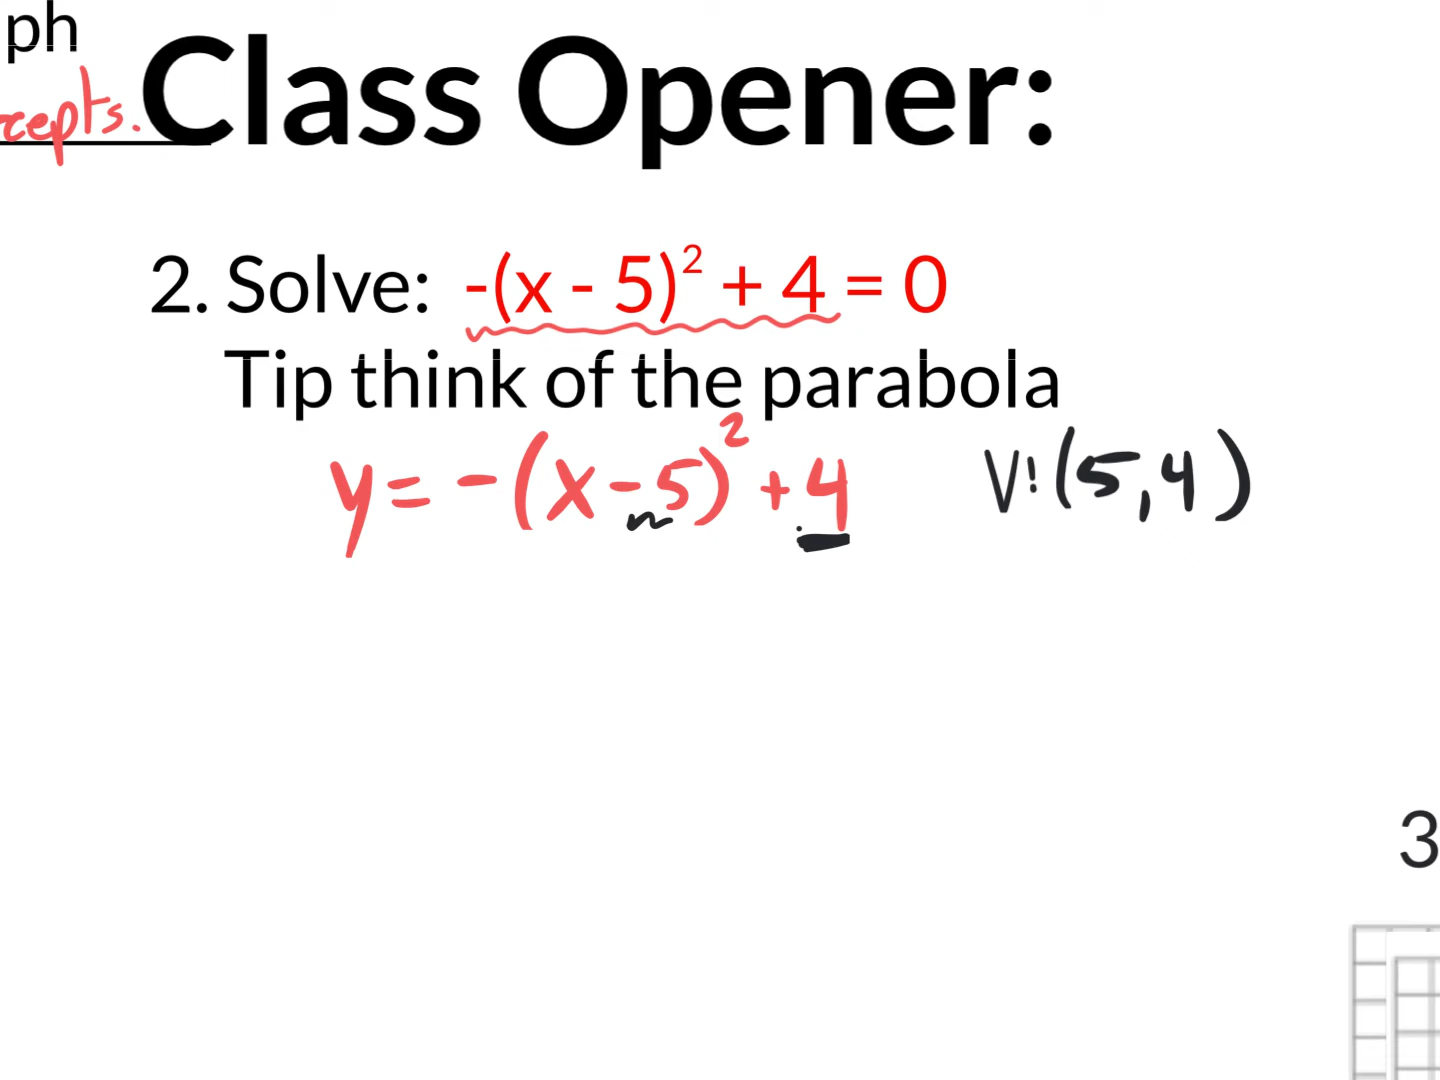 ph
Class Opener:
2. Solve: -(x - 5)² + 4 = 0
Tip think of the parabola
y = -(x-5)² + 4
V: (5,4)
3